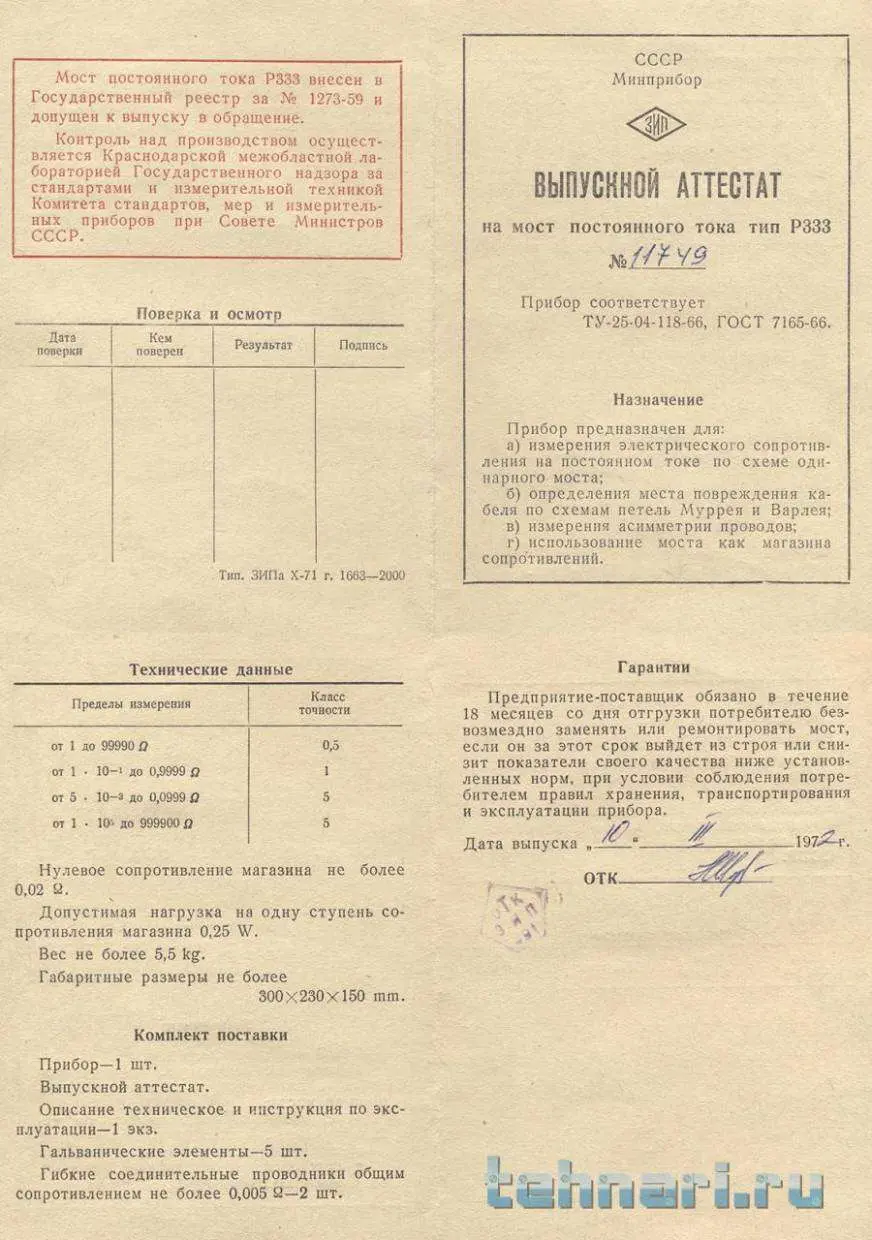 Мост постоянного тока Р333 внесен в
Государственный реестр за № 1273-59 и
допущен к выпуску в обращение.
Контроль над производством осущест-
вляется Краснодарской межобластной ла-
бораторией Государственного надзора за
стандартами и измерительной техникой
Комитета стандартов, мер и измеритель-
ных приборов при Совете Министров
СССР.
Поверка и осмотр
Дата поверки	Кем поверен	Результат	Подпись
Тип. ЗИПа X-71 г. 1663—2000
СССР
Минприбор
ЗИП
ВЫПУСКНОЙ АТТЕСТАТ
на мост постоянного тока тип Р333
№ 11749
Прибор соответствует
ТУ-25-04-118-66, ГОСТ 7165-66.
Назначение
Прибор предназначен для:
а) измерения электрического сопротив-
ления на постоянном токе по схеме оди-
нарного моста;
б) определения места повреждения ка-
беля по схемам петель Муррея и Варлея;
в) измерения асимметрии проводов;
г) использование моста как магазина
сопротивлений.
Технические данные
Пределы измерения	Класс точности
от 1 до 99990 Ω	0,5
от 1 · 10—¹ до 0,9999 Ω	1
от 5 · 10—³ до 0,0999 Ω	5
от 1 · 10⁵ до 999900 Ω	5
Нулевое сопротивление магазина не более
0,02 Ω.
Допустимая нагрузка на одну ступень со-
противления магазина 0,25 W.
Вес не более 5,5 kg.
Габаритные размеры не более
300×230×150 mm.
Комплект поставки
Прибор—1 шт.
Выпускной аттестат.
Описание техническое и инструкция по экс-
плуатации—1 экз.
Гальванические элементы—5 шт.
Гибкие соединительные проводники общим
сопротивлением не более 0,005 Ω—2 шт.
Гарантии
Предприятие-поставщик обязано в течение
18 месяцев со дня отгрузки потребителю без-
возмездно заменять или ремонтировать мост,
если он за этот срок выйдет из строя или сни-
зит показатели своего качества ниже установ-
ленных норм, при условии соблюдения потре-
бителем правил хранения, транспортирования
и эксплуатации прибора.
Дата выпуска „ 10 “ III 1972 г.
ОТК
ОТК
ЗИП
tehnari.ru